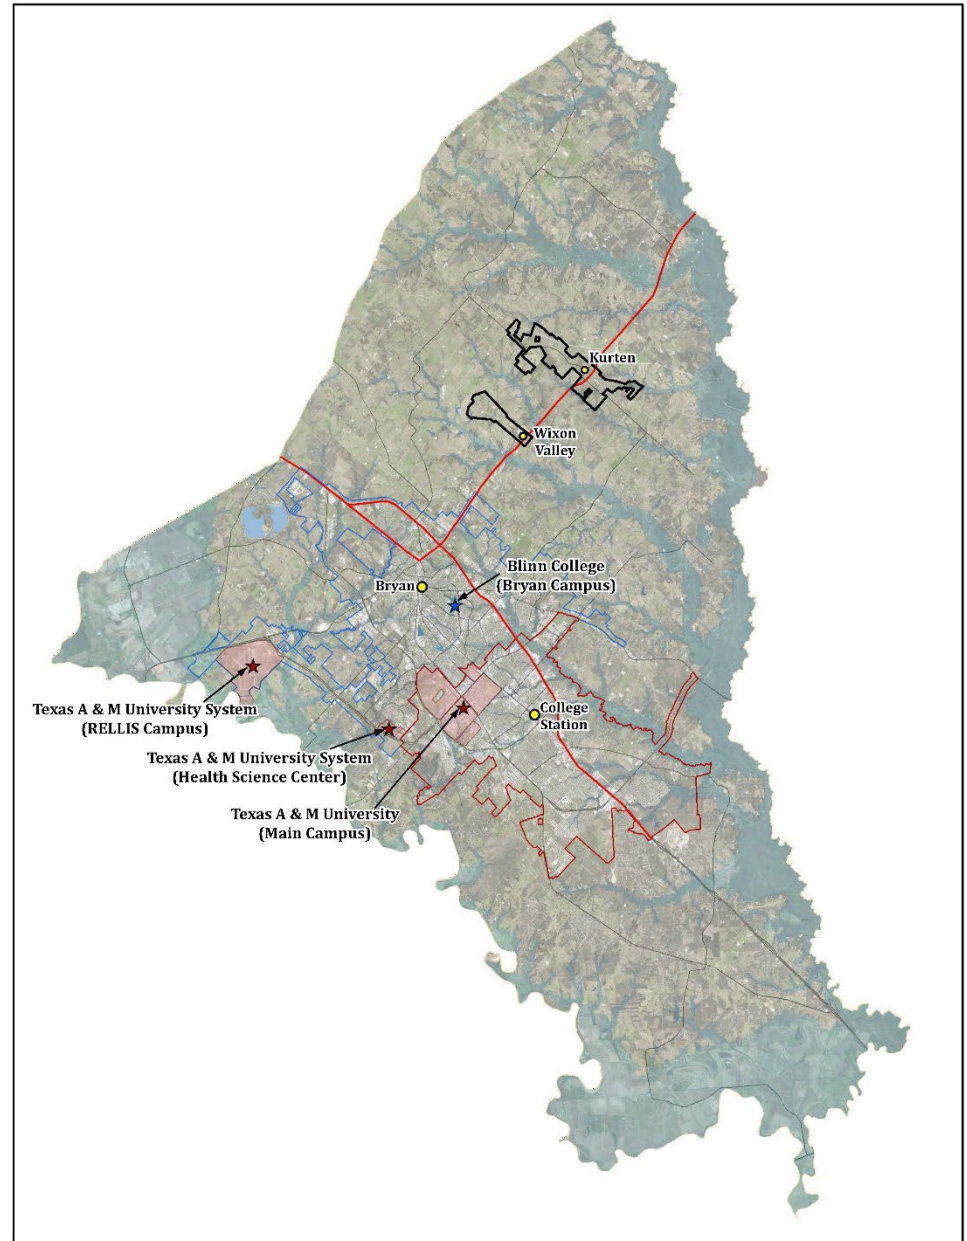 Kurten
Wixon
Valley
Blinn College
(Bryan Campus)
Bryan
Texas A & M University System
(RELLIS Campus)
College
Station
Texas A & M University System
(Health Science Center)
Texas A & M University
(Main Campus)